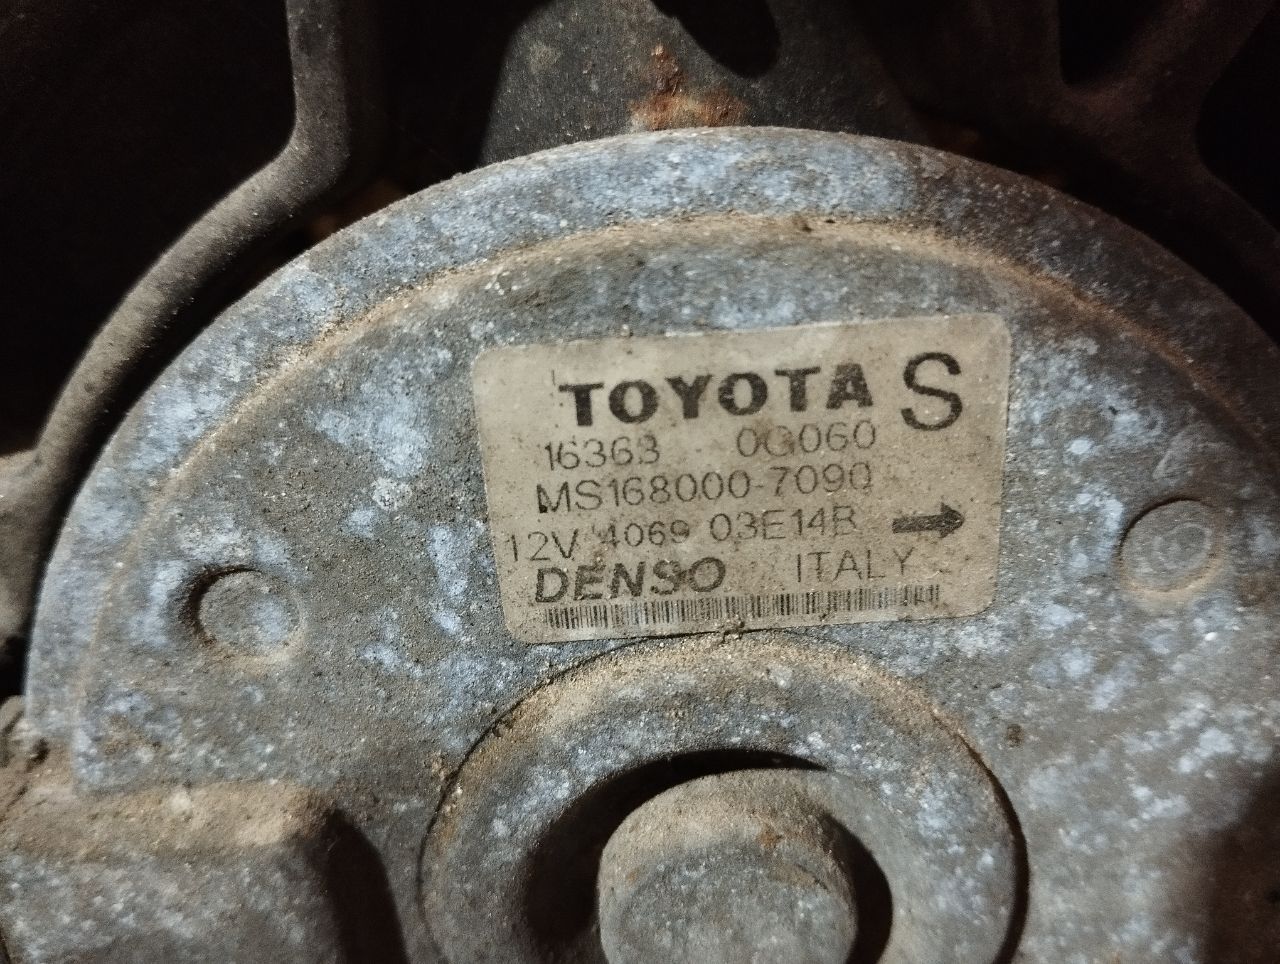 TOYOTA S
16363 0G060
MS168000-7090
12V 4069 03E14B
DENSO ITALY